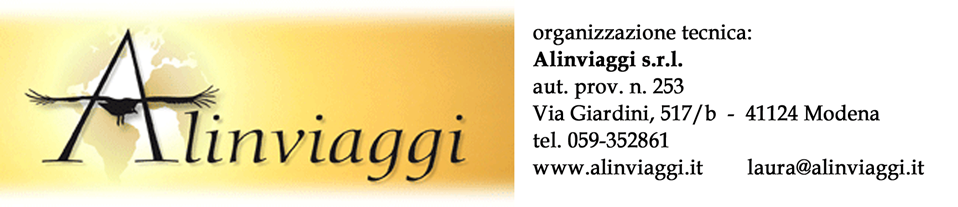 Alinviaggi
organizzazione tecnica:
Alinviaggi s.r.l.
aut. prov. n. 253
Via Giardini, 517/b - 41124 Modena
tel. 059-352861
www.alinviaggi.it laura@alinviaggi.it